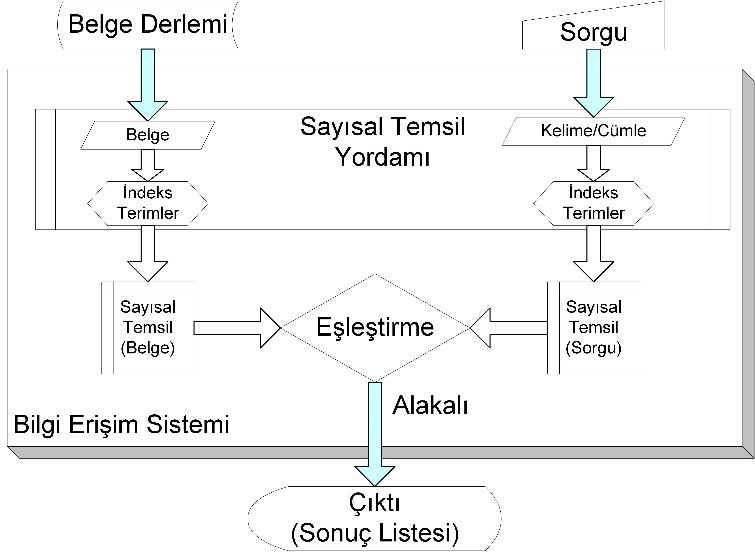 Belge Derlemi
Sorgu
Belge
Sayısal Temsil
Yordamı
Kelime/Cümle
İndeks
Terimler
İndeks
Terimler
Sayısal
Temsil
(Belge)
Eşleştirme
Sayısal
Temsil
(Sorgu)
Alakalı
Bilgi Erişim Sistemi
Çıktı
(Sonuç Listesi)